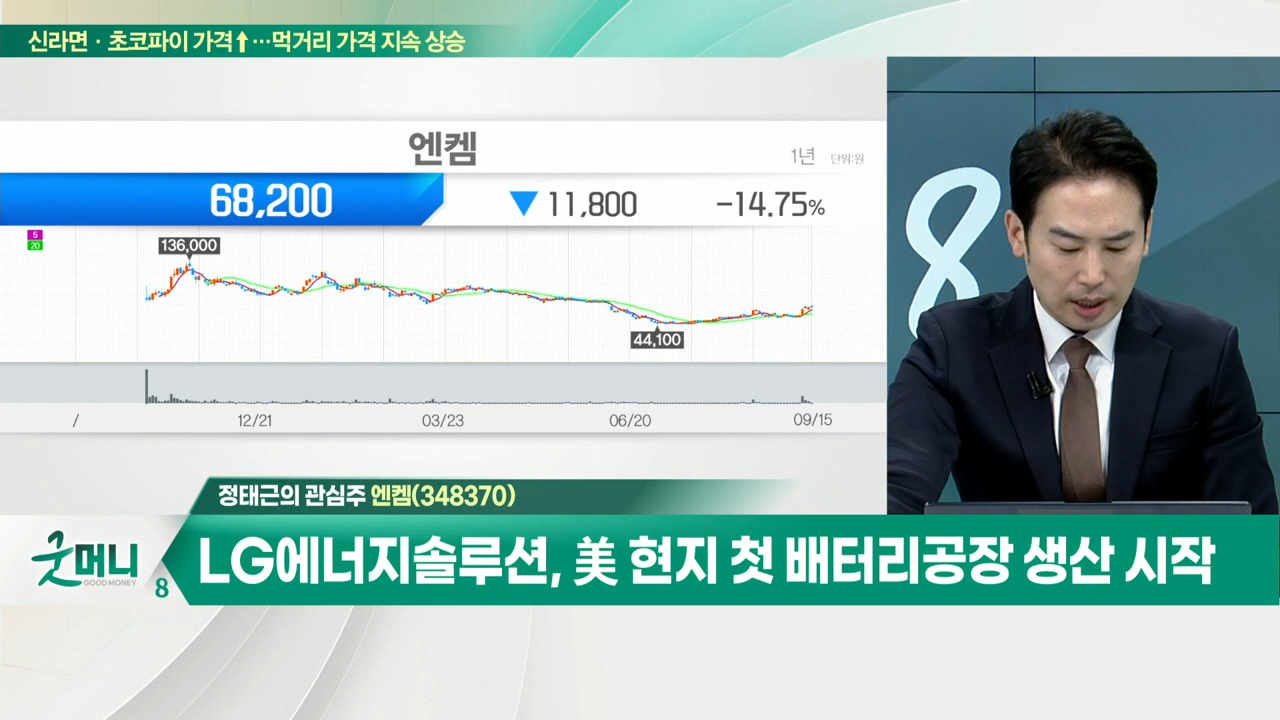 신라면 · 초코파이 가격↑…먹거리 가격 지속 상승
엔켐
1년 단위:원
68,200 ▼ 11,800 -14.75%
5
20
136,000
44,100
/ 12/21 03/23 06/20 09/15
8
정태근의 관심주 엔켐(348370)
굿머니
GOOD MONEY
8
LG에너지솔루션, 美 현지 첫 배터리공장 생산 시작